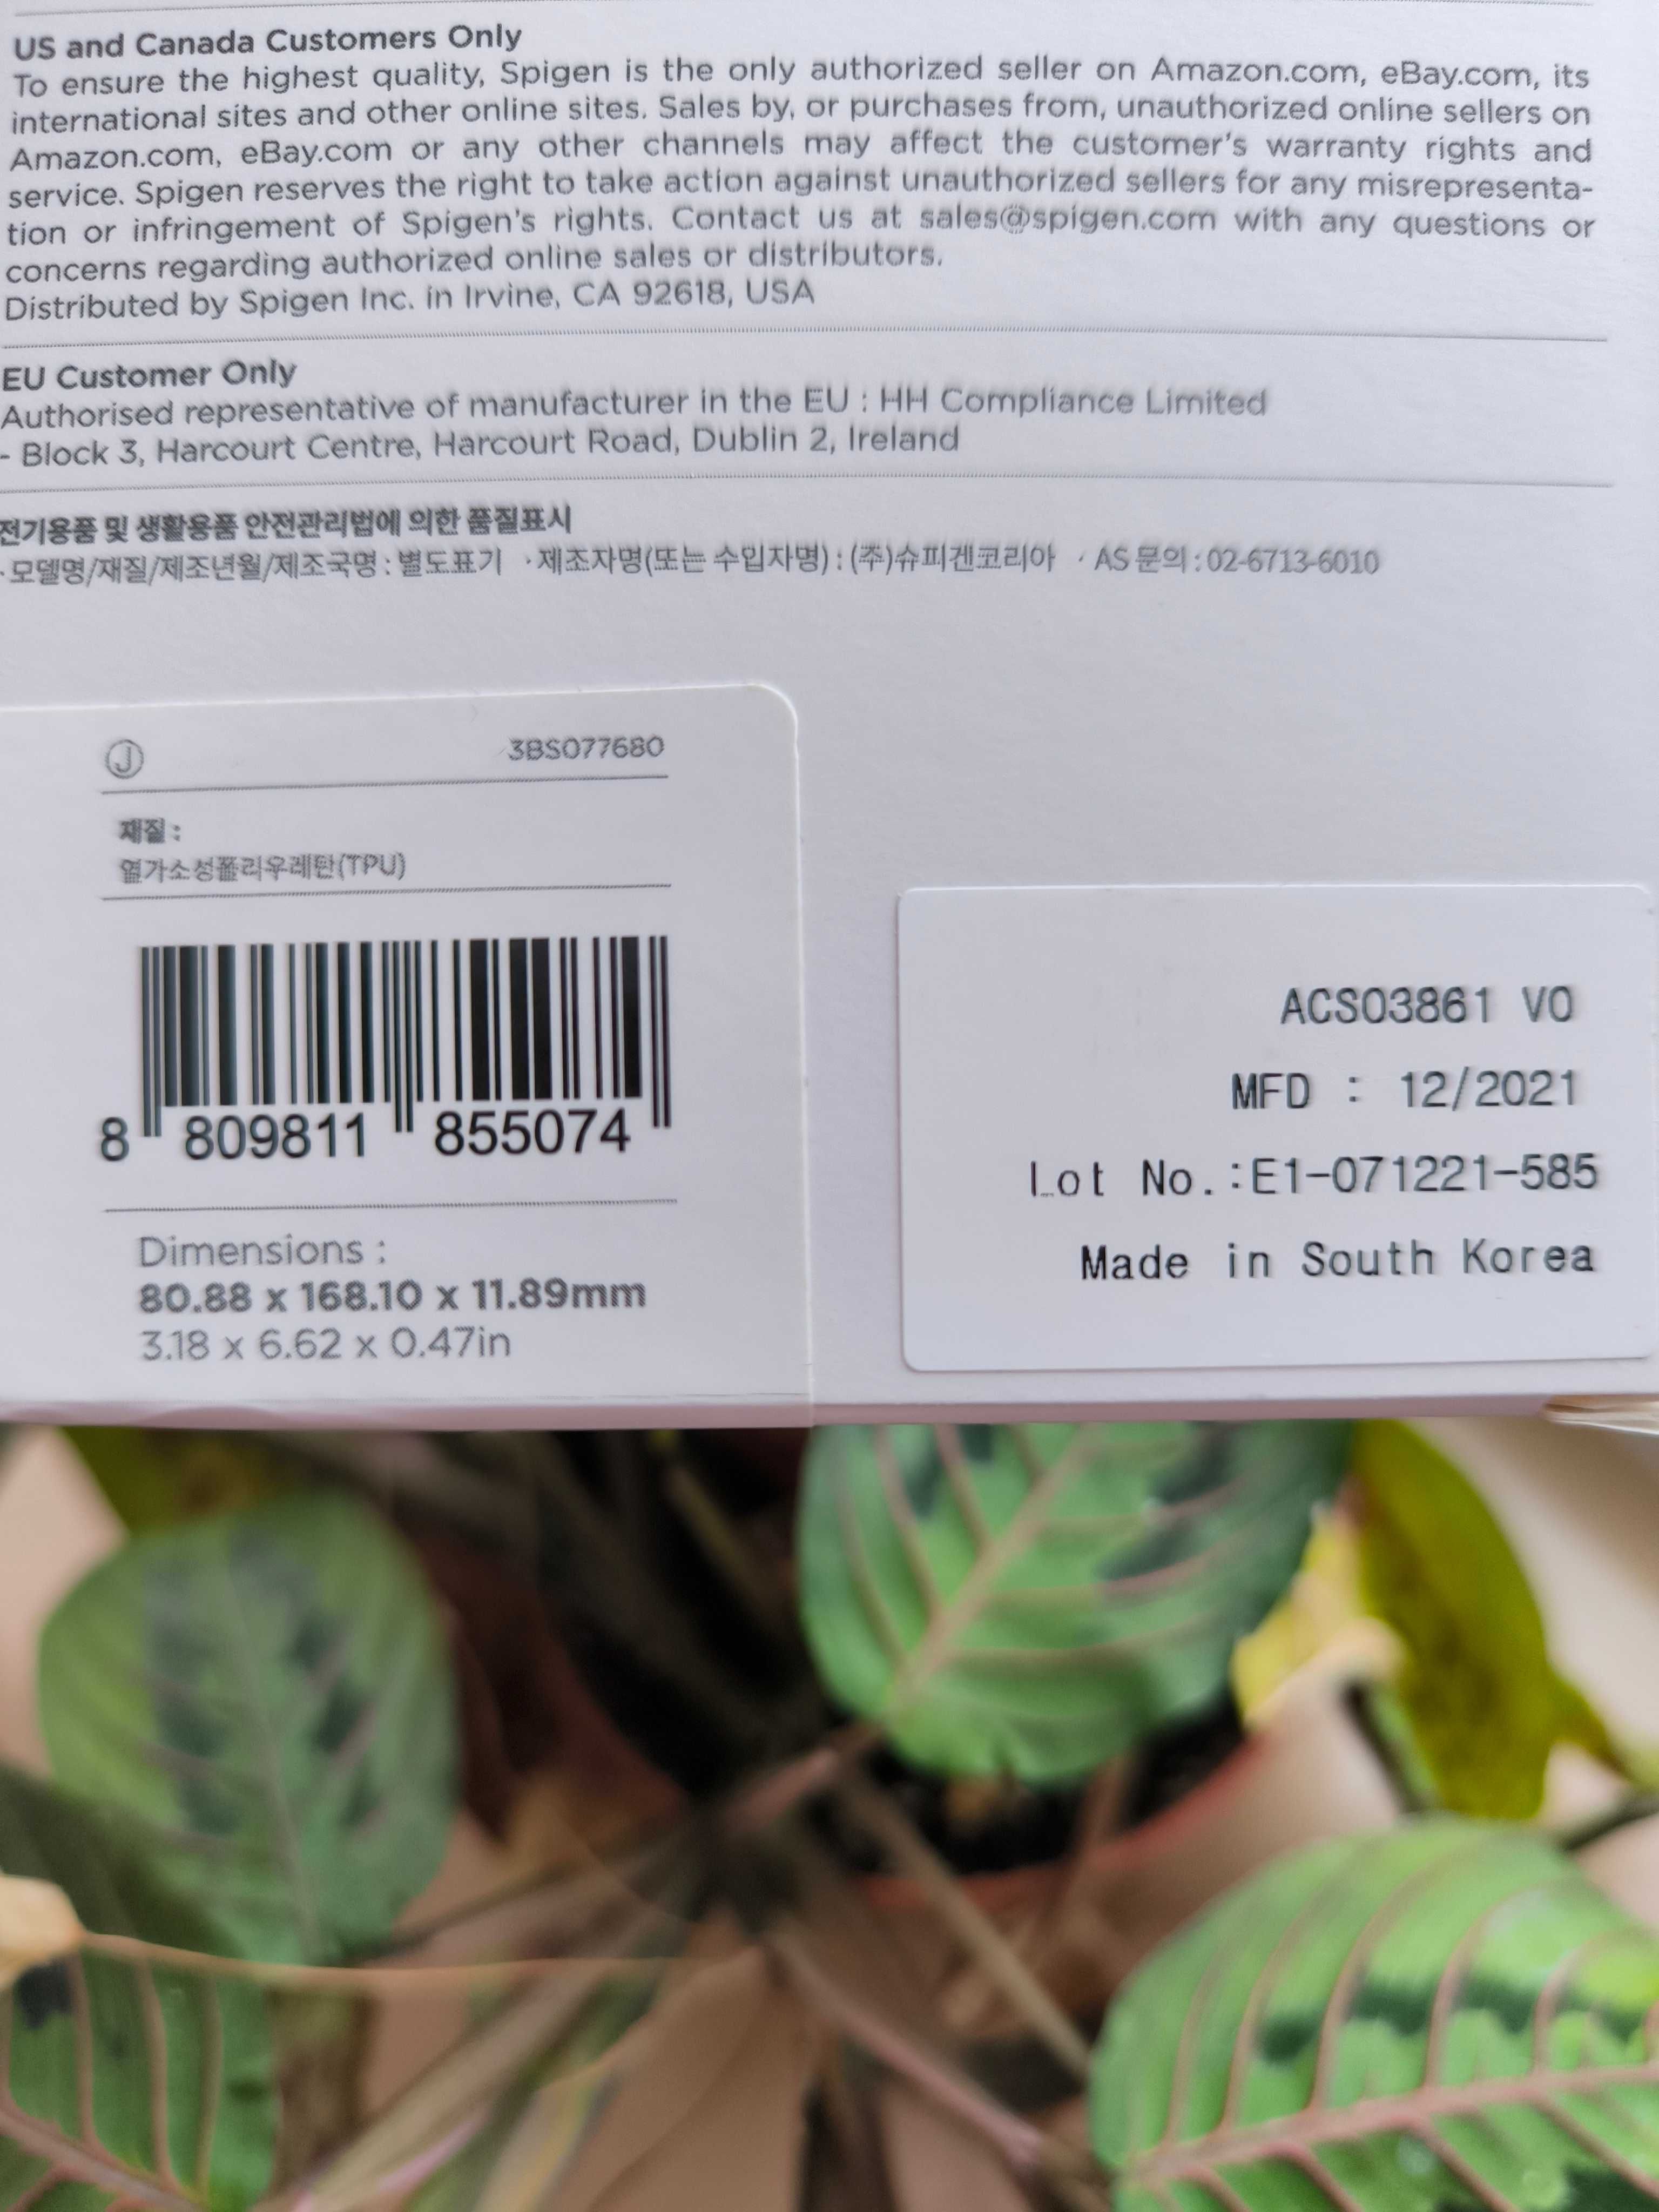 US and Canada Customers Only
To ensure the highest quality, Spigen is the only authorized seller on Amazon.com, eBay.com, its
international sites and other online sites. Sales by, or purchases from, unauthorized online sellers on
Amazon.com, eBay.com or any other channels may affect the customer's warranty rights and
service. Spigen reserves the right to take action against unauthorized sellers for any misrepresenta-
tion or infringement of Spigen's rights. Contact us at sales@spigen.com with any questions or
concerns regarding authorized online sales or distributors.
Distributed by Spigen Inc. in Irvine, CA 92618, USA
EU Customer Only
Authorised representative of manufacturer in the EU : HH Compliance Limited
- Block 3, Harcourt Centre, Harcourt Road, Dublin 2, Ireland
전기용품 및 생활용품 안전관리법에 의한 품질표시
· 모델명/재질/제조년월/제조국명 : 별도표기 · 제조자명(또는 수입자명) : (주)슈피겐코리아 · AS 문의 : 02-6713-6010
J 3BS077680
재질 :
열가소성폴리우레탄(TPU)
8 809811 855074
Dimensions :
80.88 x 168.10 x 11.89mm
3.18 x 6.62 x 0.47in
ACS03861 V0
MFD : 12/2021
Lot No.:E1-071221-585
Made in South Korea